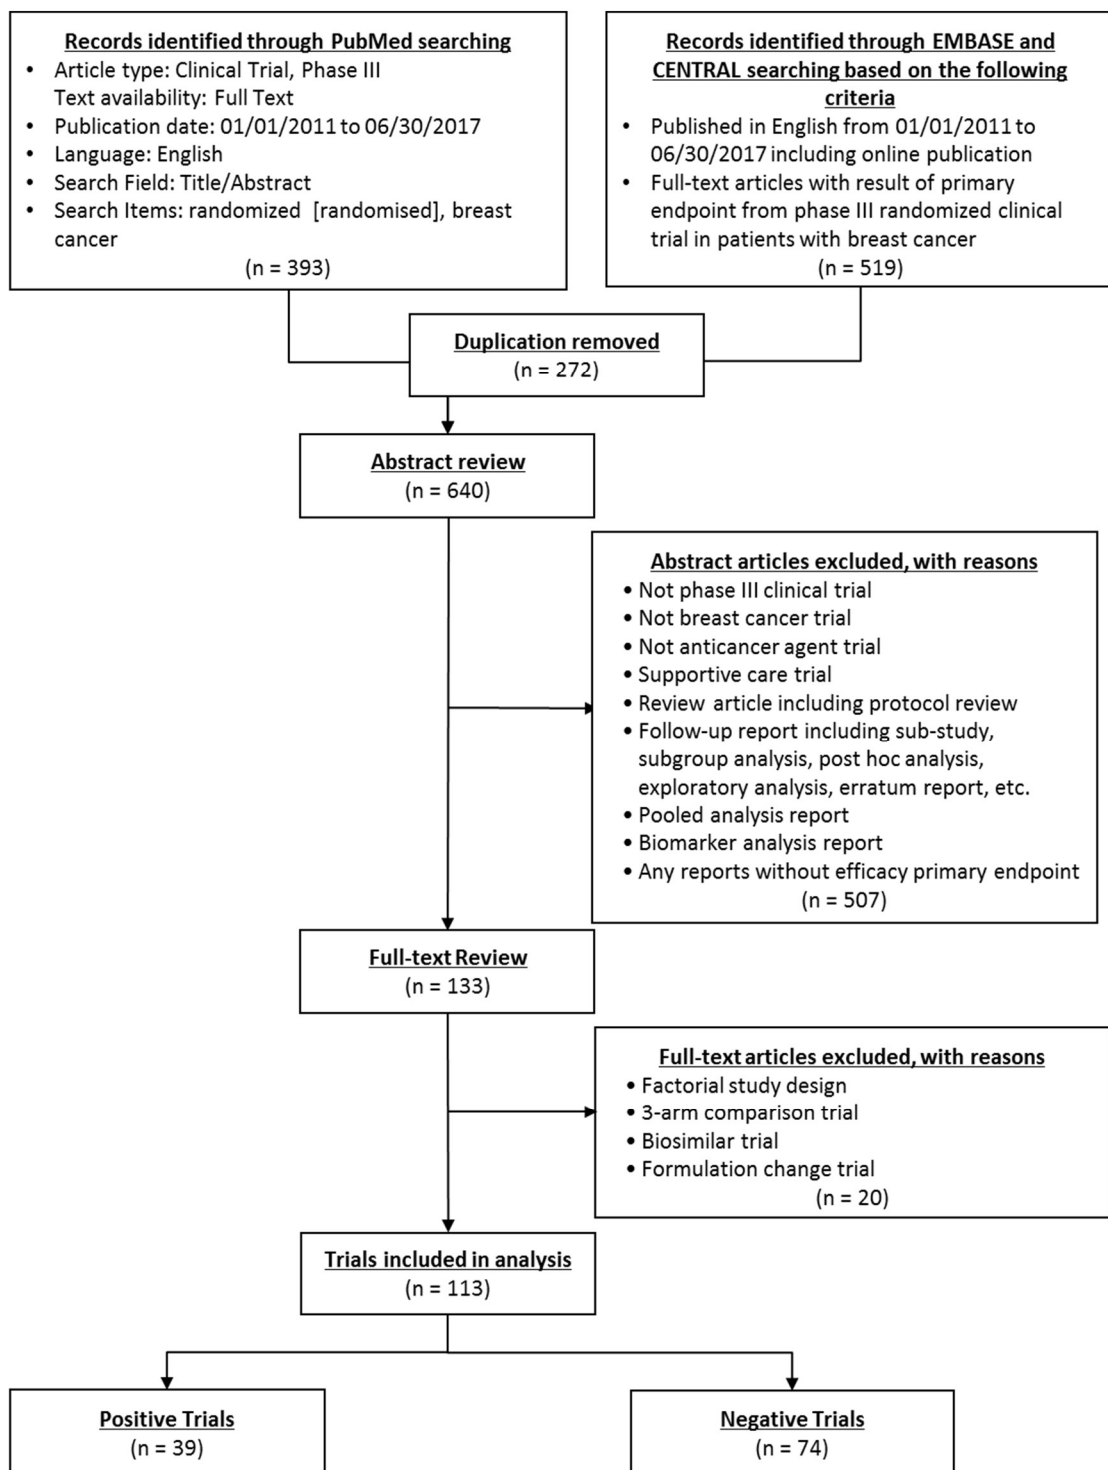 Records identified through PubMed searching
• Article type: Clinical Trial, Phase III
Text availability: Full Text
• Publication date: 01/01/2011 to 06/30/2017
• Language: English
• Search Field: Title/Abstract
• Search Items: randomized [randomised], breast
cancer
(n = 393)
Records identified through EMBASE and
CENTRAL searching based on the following
criteria
• Published in English from 01/01/2011 to
06/30/2017 including online publication
• Full-text articles with result of primary
endpoint from phase III randomized clinical
trial in patients with breast cancer
(n = 519)
Duplication removed
(n = 272)
Abstract review
(n = 640)
Abstract articles excluded, with reasons
• Not phase III clinical trial
• Not breast cancer trial
• Not anticancer agent trial
• Supportive care trial
• Review article including protocol review
• Follow-up report including sub-study,
subgroup analysis, post hoc analysis,
exploratory analysis, erratum report, etc.
• Pooled analysis report
• Biomarker analysis report
• Any reports without efficacy primary endpoint
(n = 507)
Full-text Review
(n = 133)
Full-text articles excluded, with reasons
• Factorial study design
• 3-arm comparison trial
• Biosimilar trial
• Formulation change trial
(n = 20)
Trials included in analysis
(n = 113)
Positive Trials
(n = 39)
Negative Trials
(n = 74)